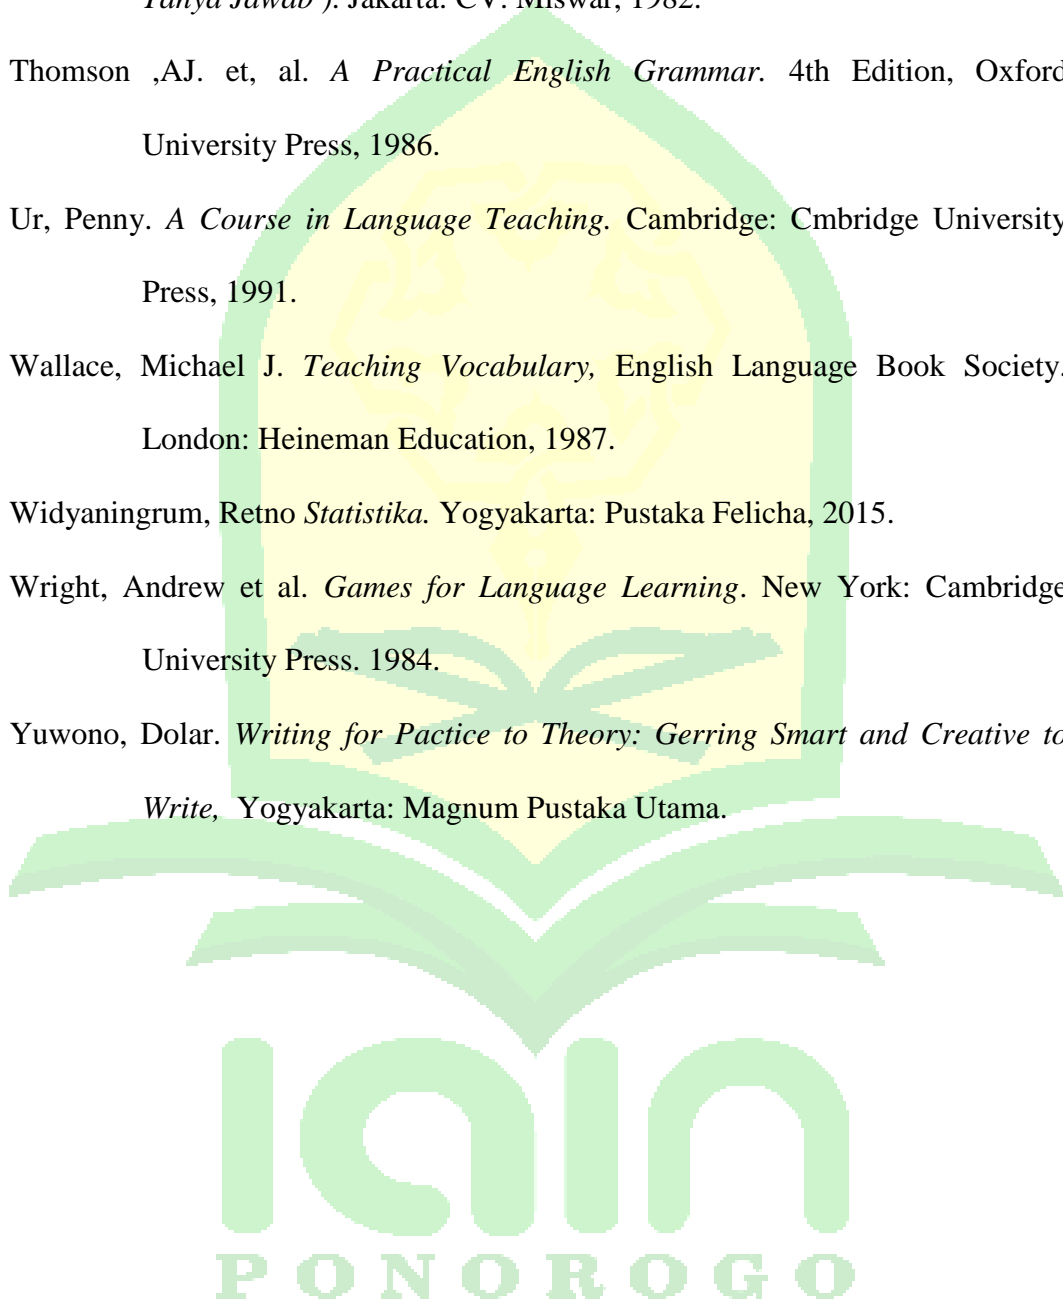 Tanya Jawab ). Jakarta: CV. Miswar, 1982.
Thomson ,AJ. et, al. A Practical English Grammar. 4th Edition, Oxford
University Press, 1986.
Ur, Penny. A Course in Language Teaching. Cambridge: Cmbridge University
Press, 1991.
Wallace, Michael J. Teaching Vocabulary, English Language Book Society.
London: Heineman Education, 1987.
Widyaningrum, Retno Statistika. Yogyakarta: Pustaka Felicha, 2015.
Wright, Andrew et al. Games for Language Learning. New York: Cambridge
University Press. 1984.
Yuwono, Dolar. Writing for Pactice to Theory: Gerring Smart and Creative to
Write, Yogyakarta: Magnum Pustaka Utama.
iain
PONOROGO